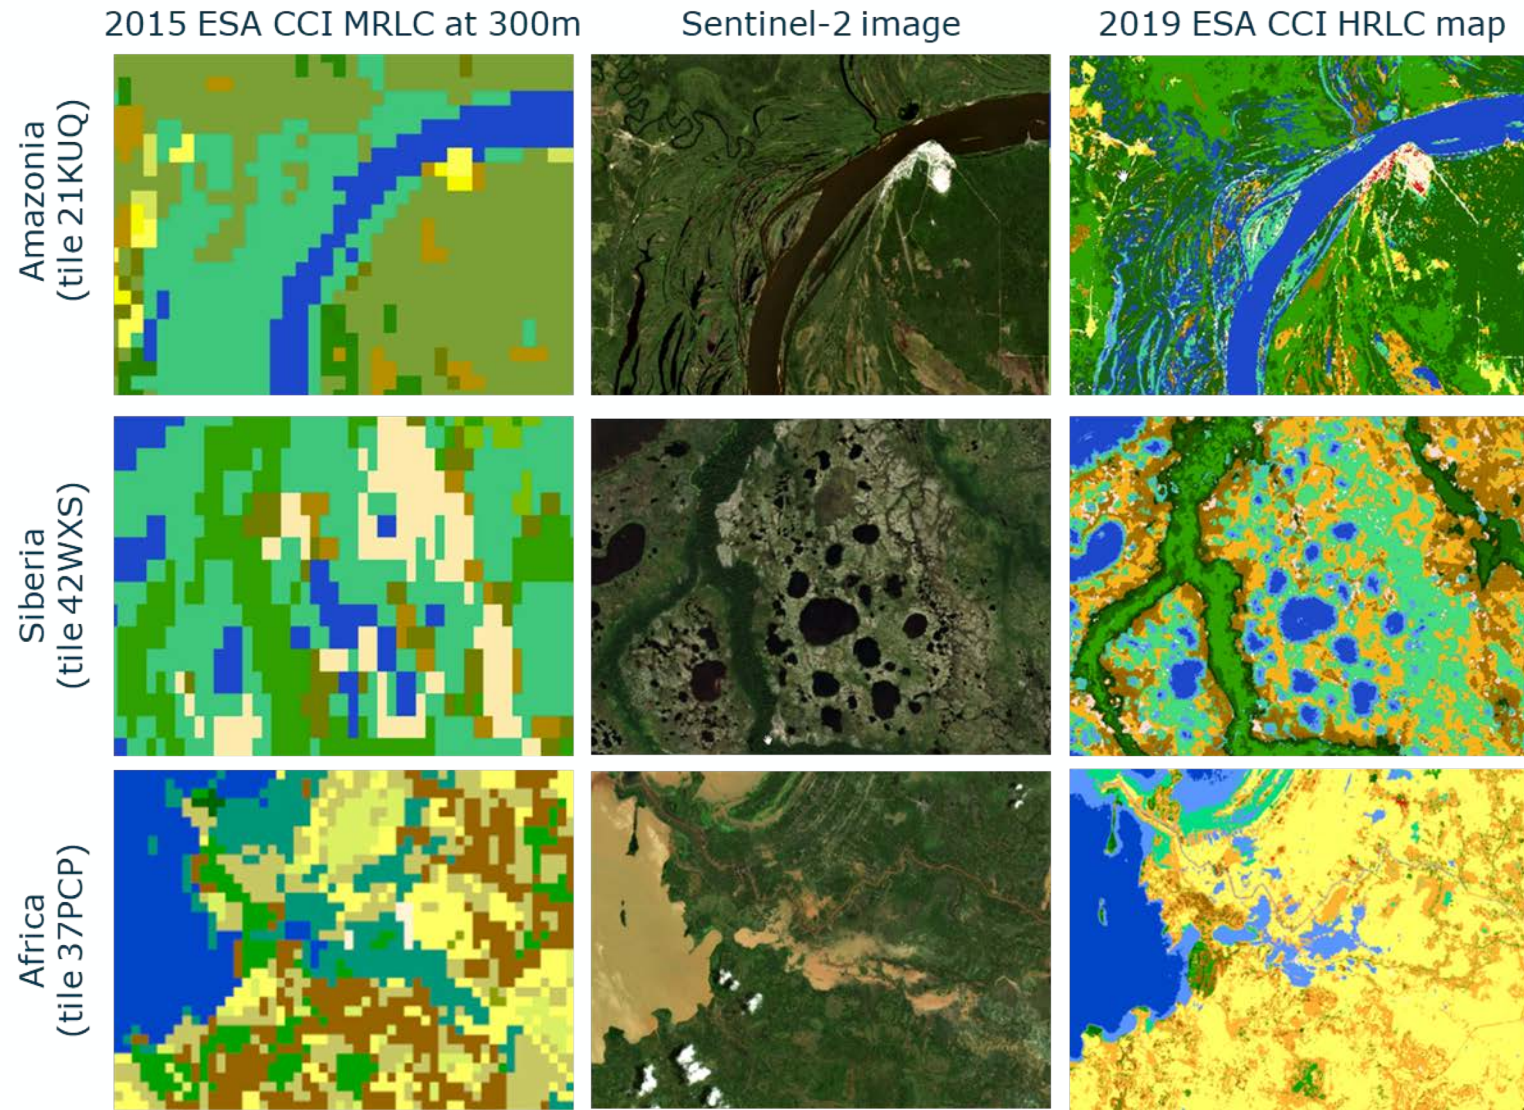 2015 ESA CCI MRLC at 300m
Sentinel-2 image
2019 ESA CCI HRLC map
Amazonia
(tile 21KUQ)
Siberia
(tile 42WXS)
Africa
(tile 37PCP)